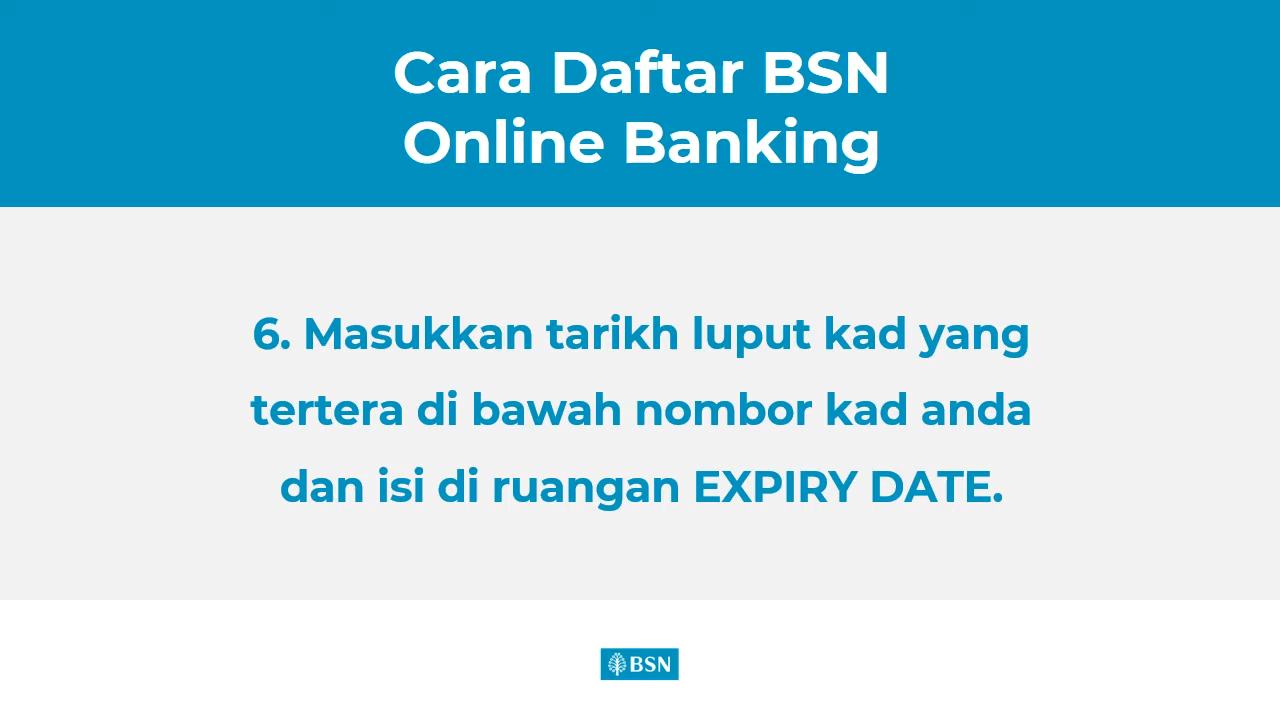 Cara Daftar BSN
Online Banking
6. Masukkan tarikh luput kad yang
tertera di bawah nombor kad anda
dan isi di ruangan EXPIRY DATE.
BSN